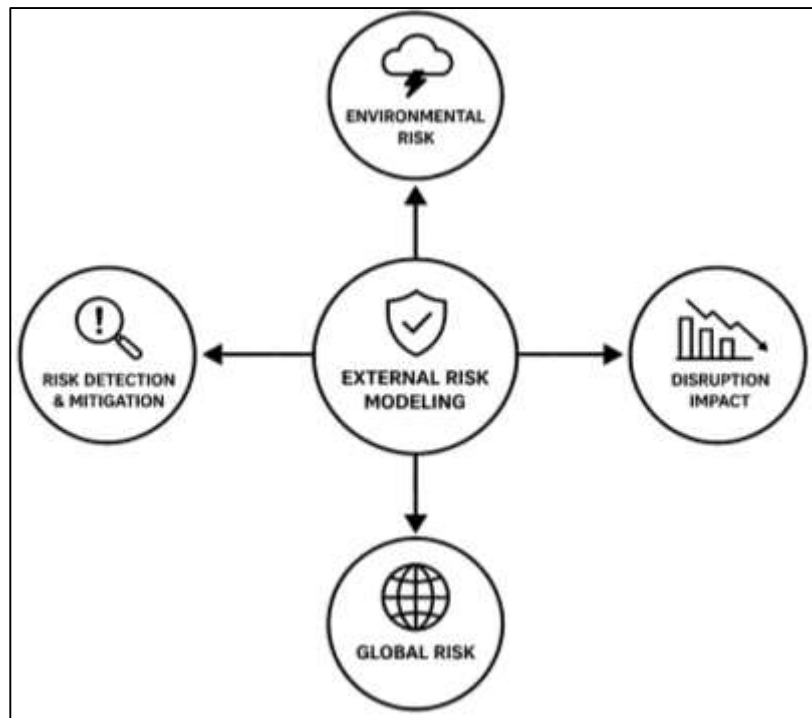 ENVIRONMENTAL
RISK
RISK DETECTION
& MITIGATION
EXTERNAL RISK
MODELING
DISRUPTION
IMPACT
GLOBAL RISK